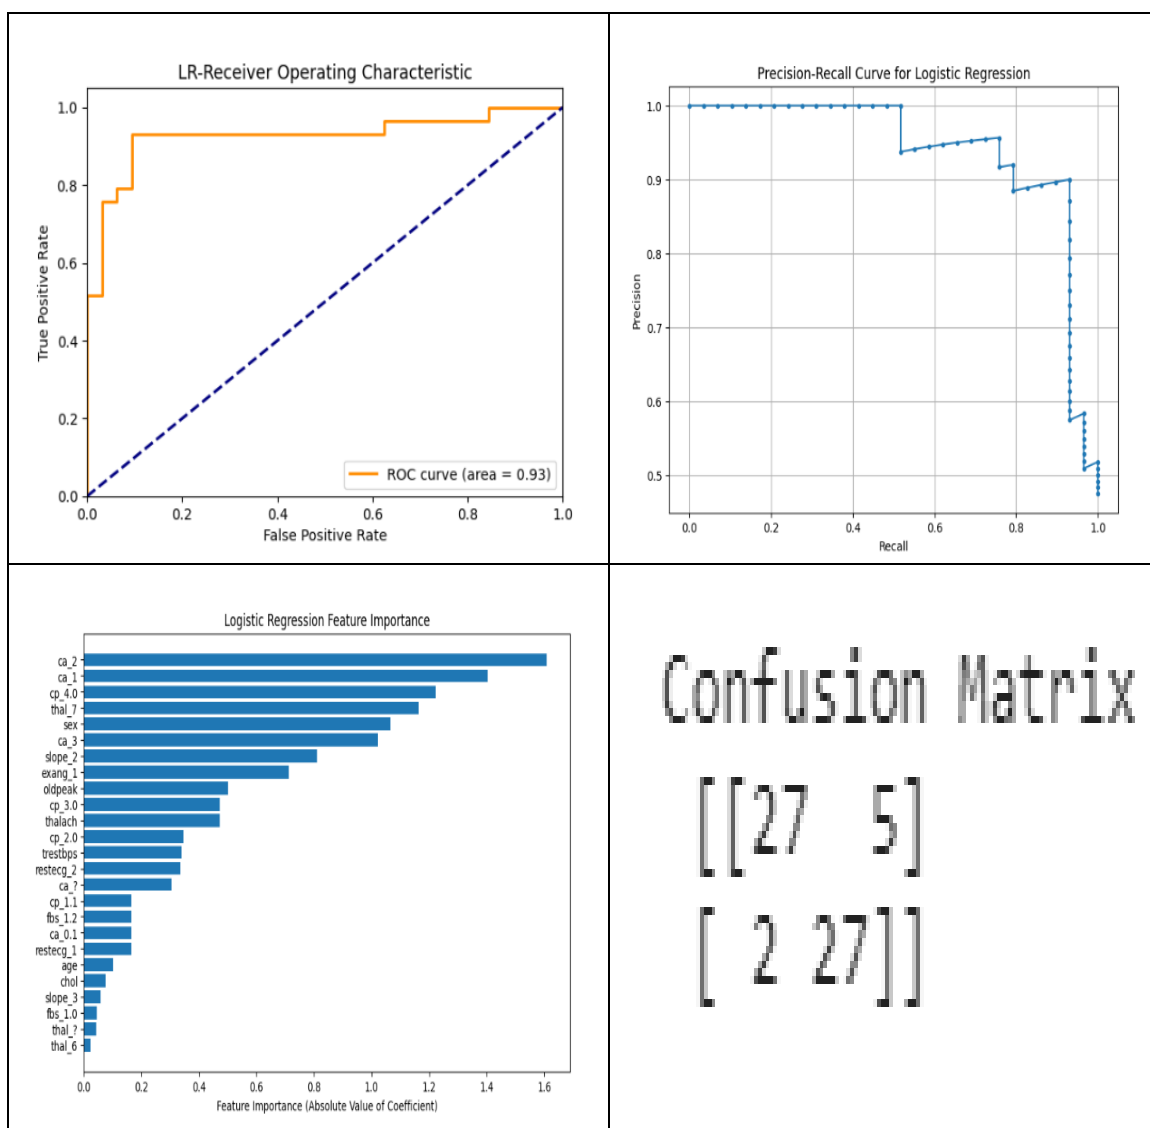 LR-Receiver Operating Characteristic
1.0
0.8
0.6
0.4
0.2
0.0
True Positive Rate
ROC curve (area = 0.93)
0.0 0.2 0.4 0.6 0.8 1.0
False Positive Rate
Precision-Recall Curve for Logistic Regression
1.0
0.9
0.8
0.7
0.6
0.5
Precision
0.0 0.2 0.4 0.6 0.8 1.0
Recall
Logistic Regression Feature Importance
ca_2
ca_1
cp_4.0
thal_7
sex
ca_3
slope_2
exang_1
oldpeak
cp_3.0
thalach
cp_2.0
trestbps
restecg_2
ca_?
cp_1.1
fbs_1.2
ca_0.1
restecg_1
age
chol
slope_3
fbs_1.0
thal_?
thal_6
0.0 0.2 0.4 0.6 0.8 1.0 1.2 1.4 1.6
Feature Importance (Absolute Value of Coefficient)
Confusion Matrix
[[27 5]
[ 2 27]]